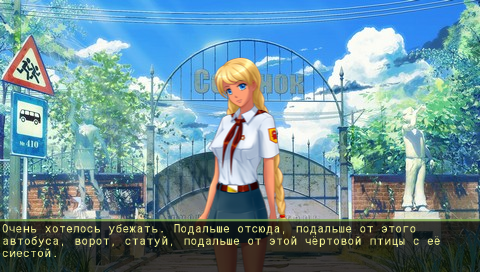 Совёнок
№410
Очень хотелось убежать. Подальше отсюда, подальше от этого
автобуса, ворот, статуй, подальше от этой чёртовой птицы с её
сиестой.